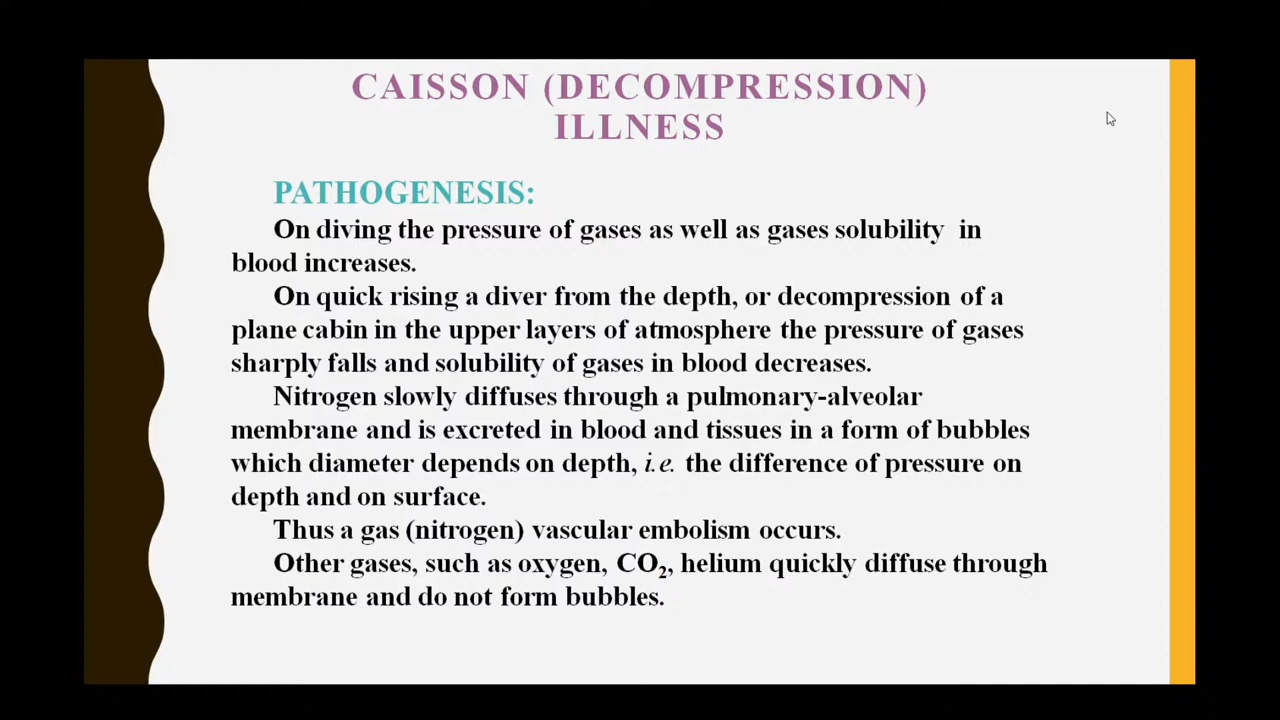 CAISSON (DECOMPRESSION)
ILLNESS
PATHOGENESIS:
On diving the pressure of gases as well as gases solubility in
blood increases.
On quick rising a diver from the depth, or decompression of a
plane cabin in the upper layers of atmosphere the pressure of gases
sharply falls and solubility of gases in blood decreases.
Nitrogen slowly diffuses through a pulmonary-alveolar
membrane and is excreted in blood and tissues in a form of bubbles
which diameter depends on depth, i.e. the difference of pressure on
depth and on surface.
Thus a gas (nitrogen) vascular embolism occurs.
Other gases, such as oxygen, CO₂, helium quickly diffuse through
membrane and do not form bubbles.